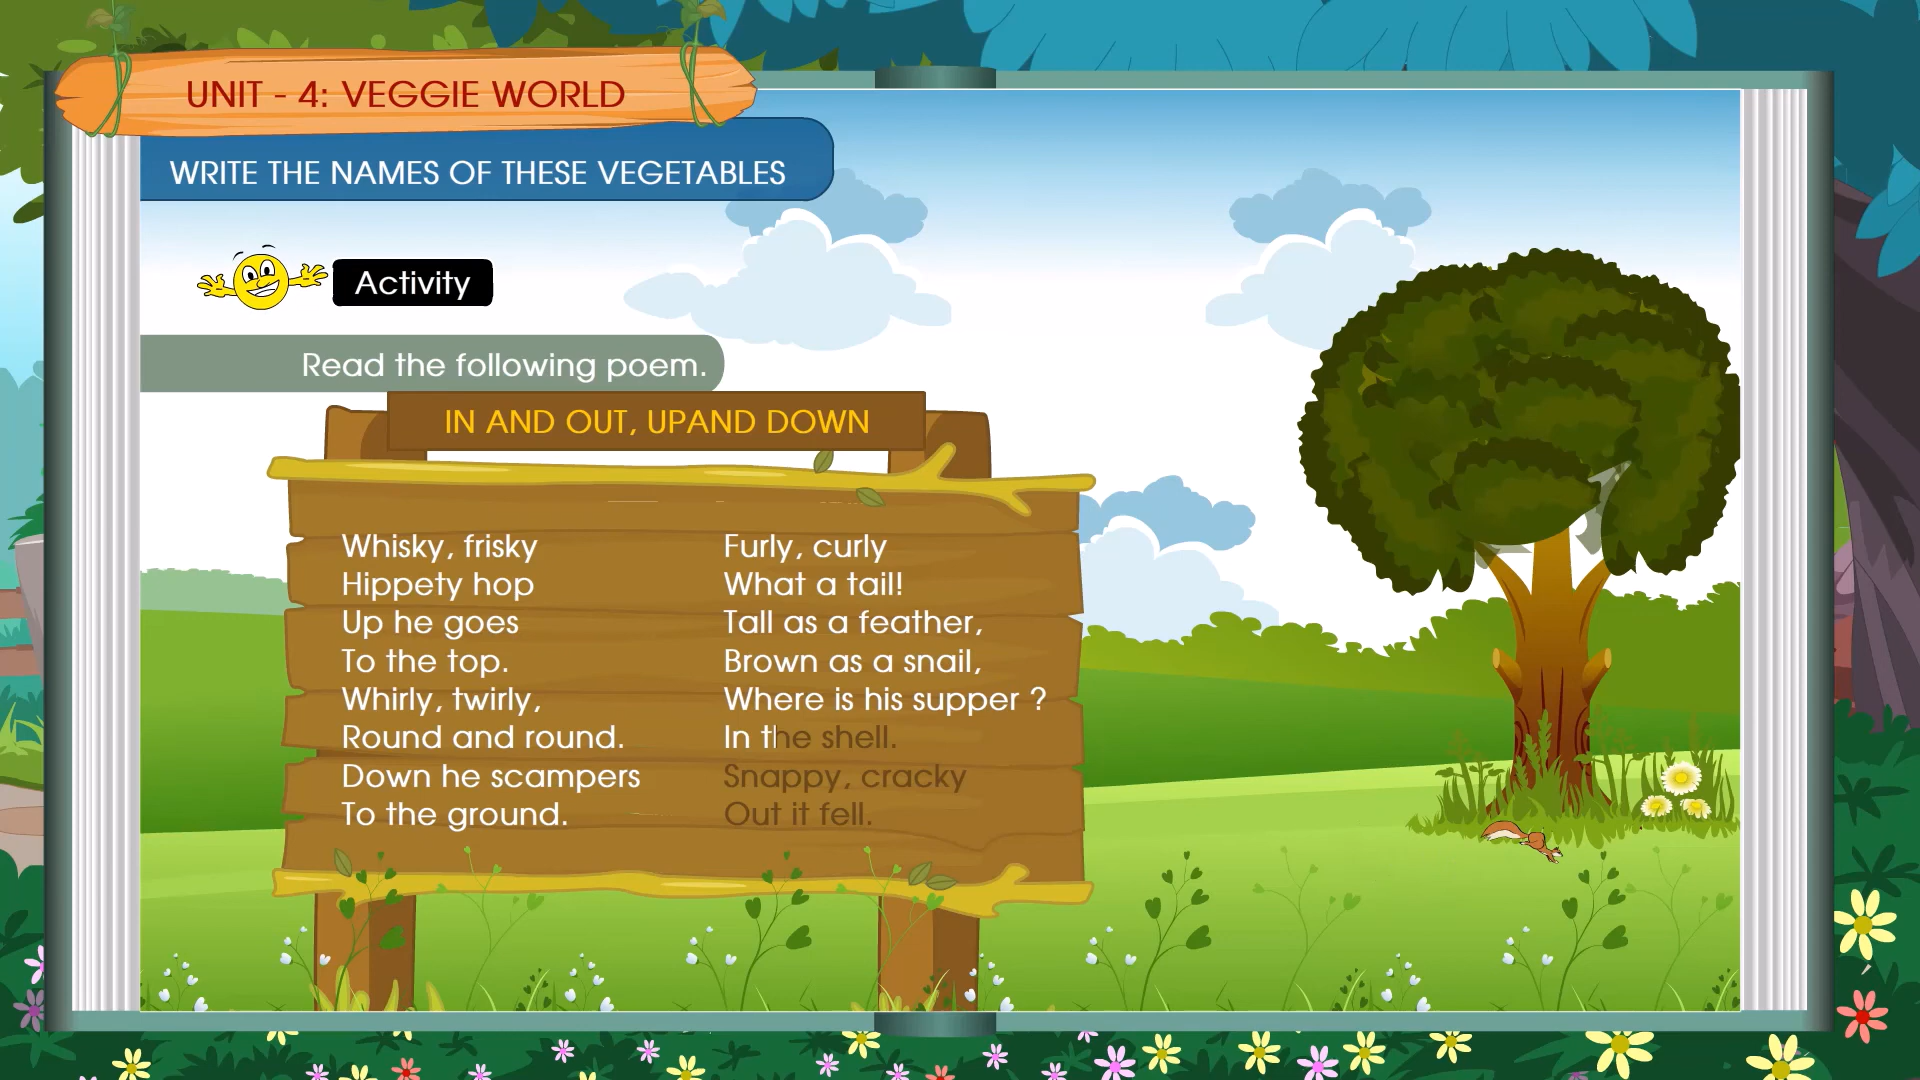 UNIT - 4: VEGGIE WORLD
WRITE THE NAMES OF THESE VEGETABLES
Activity
Read the following poem.
IN AND OUT, UPAND DOWN
Whisky, frisky
Hippety hop
Up he goes
To the top.
Whirly, twirly,
Round and round.
Down he scampers
To the ground.
Furly, curly
What a tail!
Tall as a feather,
Brown as a snail,
Where is his supper ?
In the shell.
Snappy, cracky
Out it fell.